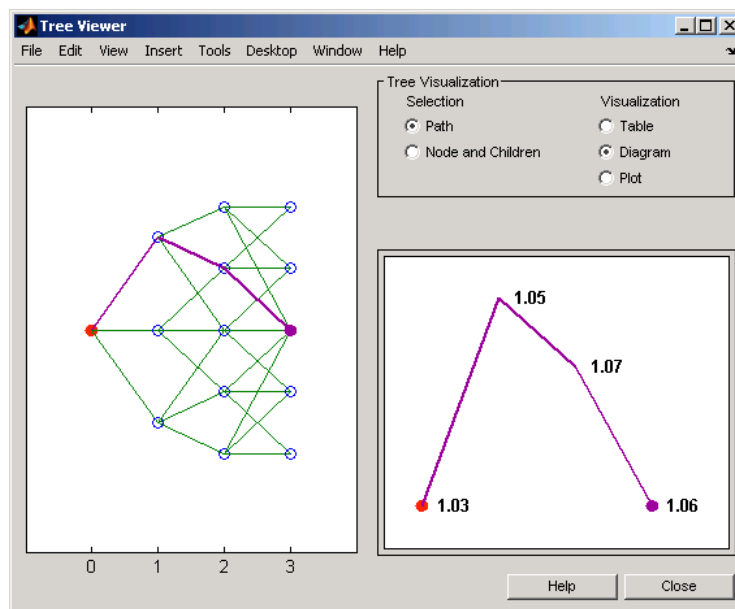 Tree Viewer
File Edit View Insert Tools Desktop Window Help
Tree Visualization
Selection Visualization
Path Table
Node and Children Diagram
Plot
1.05
1.07
1.03 1.06
0 1 2 3
Help Close